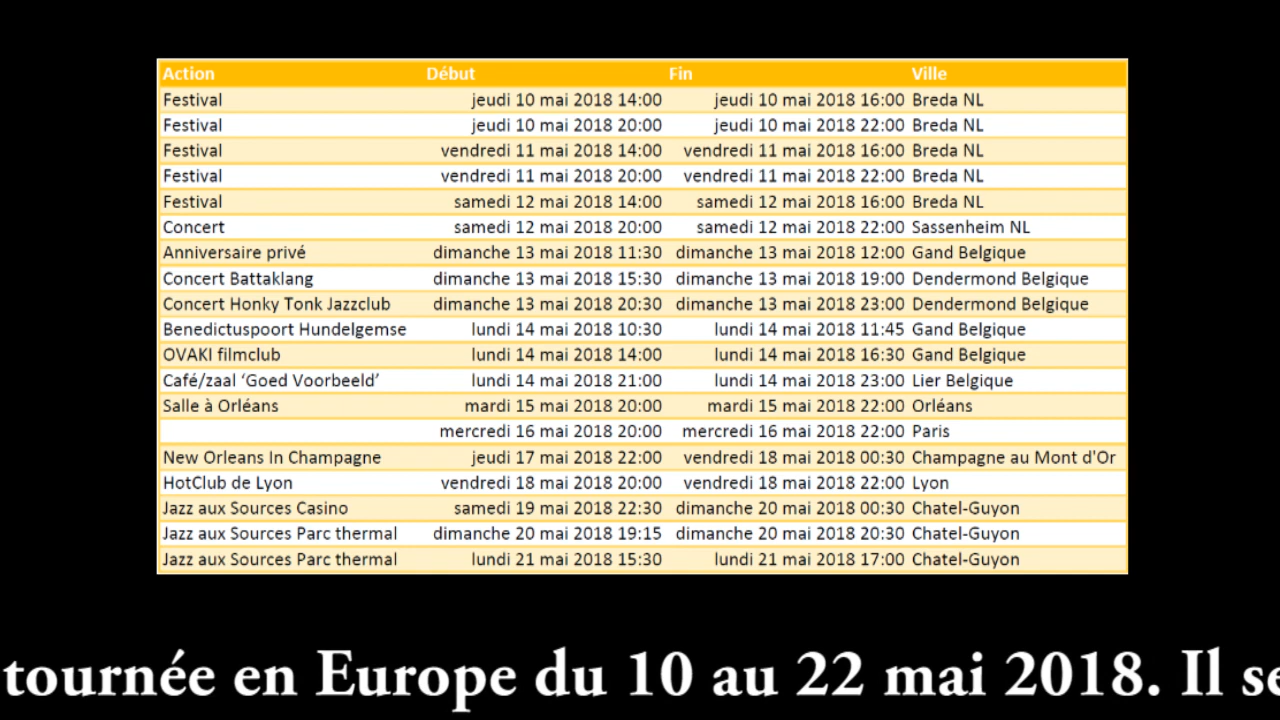 Action Début Fin Ville
Festival jeudi 10 mai 2018 14:00 jeudi 10 mai 2018 16:00 Breda NL
Festival jeudi 10 mai 2018 20:00 jeudi 10 mai 2018 22:00 Breda NL
Festival vendredi 11 mai 2018 14:00 vendredi 11 mai 2018 16:00 Breda NL
Festival vendredi 11 mai 2018 20:00 vendredi 11 mai 2018 22:00 Breda NL
Festival samedi 12 mai 2018 14:00 samedi 12 mai 2018 16:00 Breda NL
Concert samedi 12 mai 2018 20:00 samedi 12 mai 2018 22:00 Sassenheim NL
Anniversaire privé dimanche 13 mai 2018 11:30 dimanche 13 mai 2018 12:00 Gand Belgique
Concert Battaklang dimanche 13 mai 2018 15:30 dimanche 13 mai 2018 19:00 Dendermond Belgique
Concert Honky Tonk Jazzclub dimanche 13 mai 2018 20:30 dimanche 13 mai 2018 23:00 Dendermond Belgique
Benedictuspoort Hundelgemse lundi 14 mai 2018 10:30 lundi 14 mai 2018 11:45 Gand Belgique
OVAKI filmclub lundi 14 mai 2018 14:00 lundi 14 mai 2018 16:30 Gand Belgique
Café/zaal ‘Goed Voorbeeld’ lundi 14 mai 2018 21:00 lundi 14 mai 2018 23:00 Lier Belgique
Salle à Orléans mardi 15 mai 2018 20:00 mardi 15 mai 2018 22:00 Orléans
mercredi 16 mai 2018 20:00 mercredi 16 mai 2018 22:00 Paris
New Orleans In Champagne jeudi 17 mai 2018 22:00 vendredi 18 mai 2018 00:30 Champagne au Mont d'Or
HotClub de Lyon vendredi 18 mai 2018 20:00 vendredi 18 mai 2018 22:00 Lyon
Jazz aux Sources Casino samedi 19 mai 2018 22:30 dimanche 20 mai 2018 00:30 Chatel-Guyon
Jazz aux Sources Parc thermal dimanche 20 mai 2018 19:15 dimanche 20 mai 2018 20:30 Chatel-Guyon
Jazz aux Sources Parc thermal lundi 21 mai 2018 15:30 lundi 21 mai 2018 17:00 Chatel-Guyon
tournée en Europe du 10 au 22 mai 2018. Il se